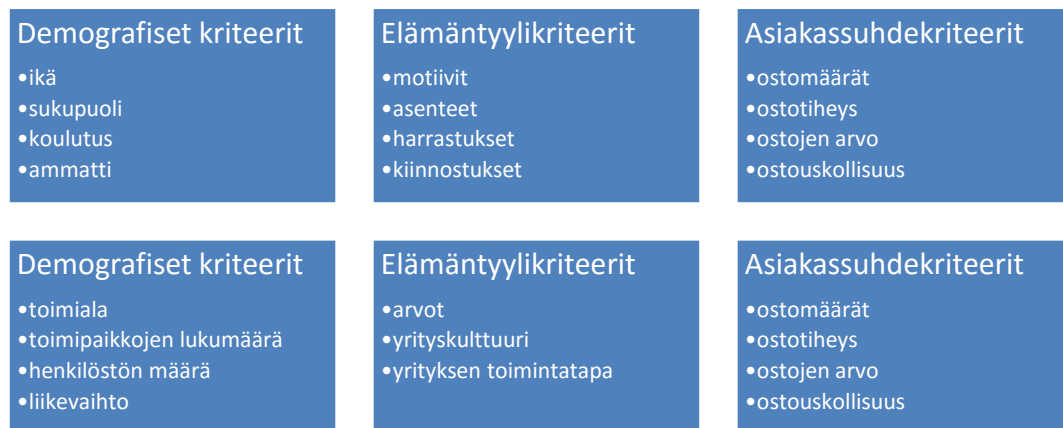 Demografiset kriteerit
•ikä
•sukupuoli
•koulutus
•ammatti
Elämäntyylikriteerit
•motiivit
•asenteet
•harrastukset
•kiinnostukset
Asiakassuhdekriteerit
•ostomäärät
•ostotiheys
•ostojen arvo
•ostouskollisuus
Demografiset kriteerit
•toimiala
•toimipaikkojen lukumäärä
•henkilöstön määrä
•liikevaihto
Elämäntyylikriteerit
•arvot
•yrityskulttuuri
•yrityksen toimintatapa
Asiakassuhdekriteerit
•ostomäärät
•ostotiheys
•ostojen arvo
•ostouskollisuus